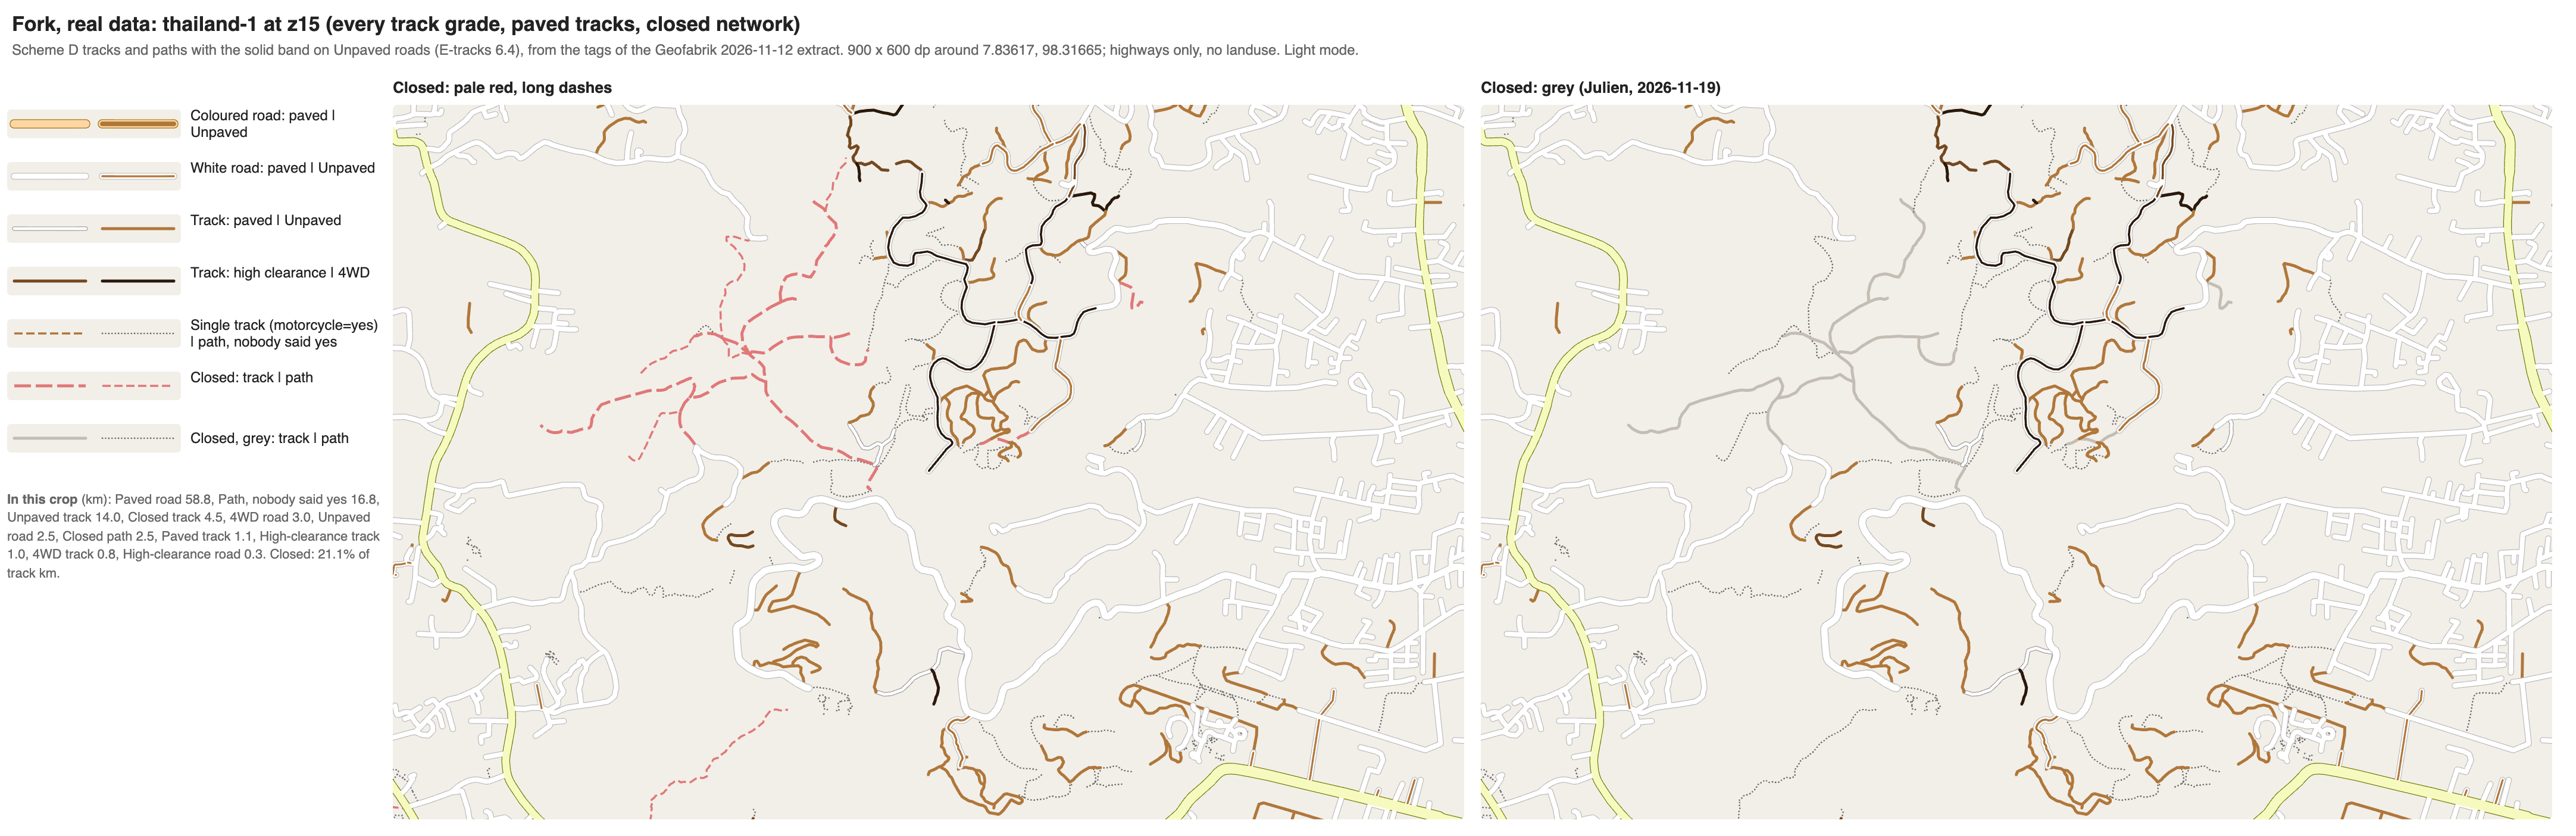 Fork, real data: thailand-1 at z15 (every track grade, paved tracks, closed network)
Scheme D tracks and paths with the solid band on Unpaved roads (E-tracks 6.4), from the tags of the Geofabrik 2026-11-12 extract. 900 x 600 dp around 7.83617, 98.31665; highways only, no landuse. Light mode.
Closed: pale red, long dashes
Closed: grey (Julien, 2026-11-19)
Coloured road: paved |
Unpaved
White road: paved | Unpaved
Track: paved | Unpaved
Track: high clearance | 4WD
Single track (motorcycle=yes)
| path, nobody said yes
Closed: track | path
Closed, grey: track | path
In this crop (km): Paved road 58.8, Path, nobody said yes 16.8,
Unpaved track 14.0, Closed track 4.5, 4WD road 3.0, Unpaved
road 2.5, Closed path 2.5, Paved track 1.1, High-clearance track
1.0, 4WD track 0.8, High-clearance road 0.3. Closed: 21.1% of
track km.